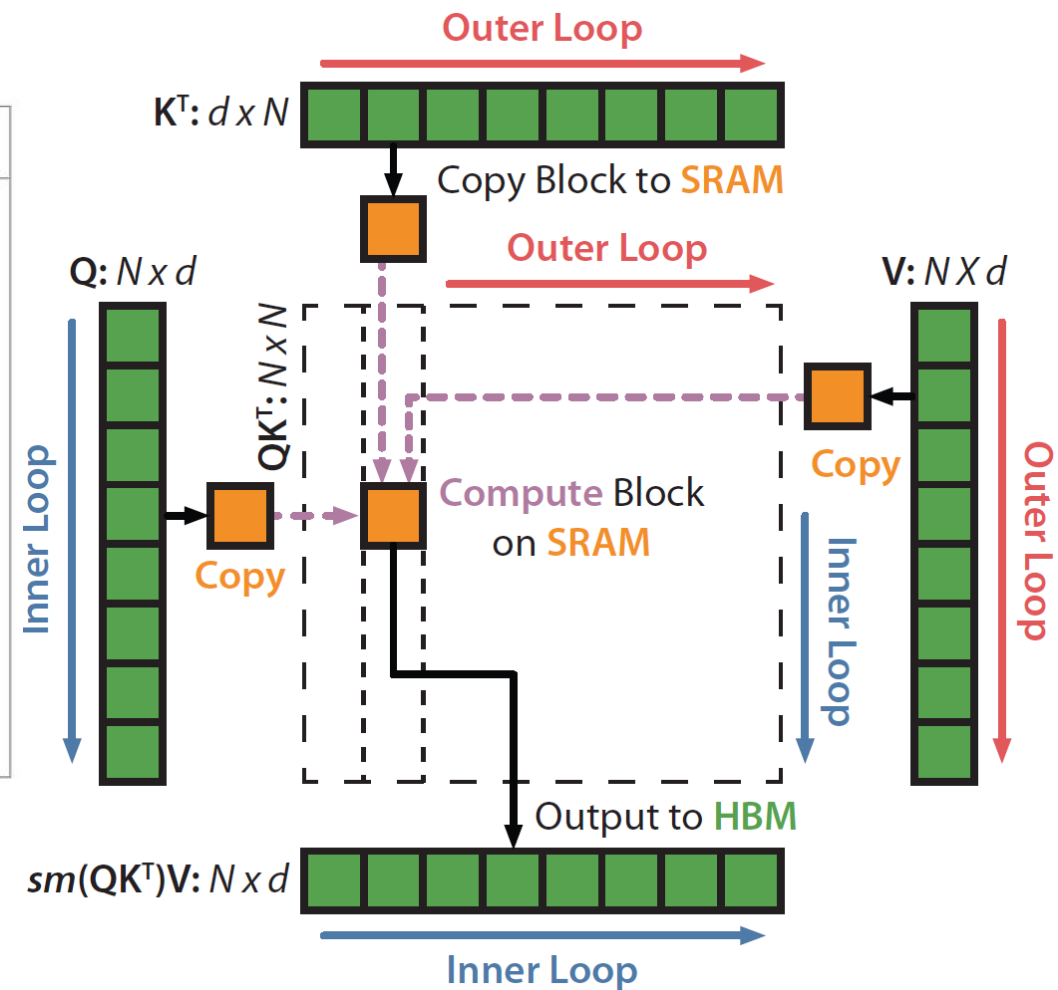 Outer Loop
Kᵀ: d x N
Copy Block to SRAM
Outer Loop
Q: N x d
V: N X d
QKᵀ: N x N
Inner Loop
Copy
Compute Block
on SRAM
Copy
Inner Loop
Outer Loop
Output to HBM
sm(QKᵀ)V: N x d
Inner Loop